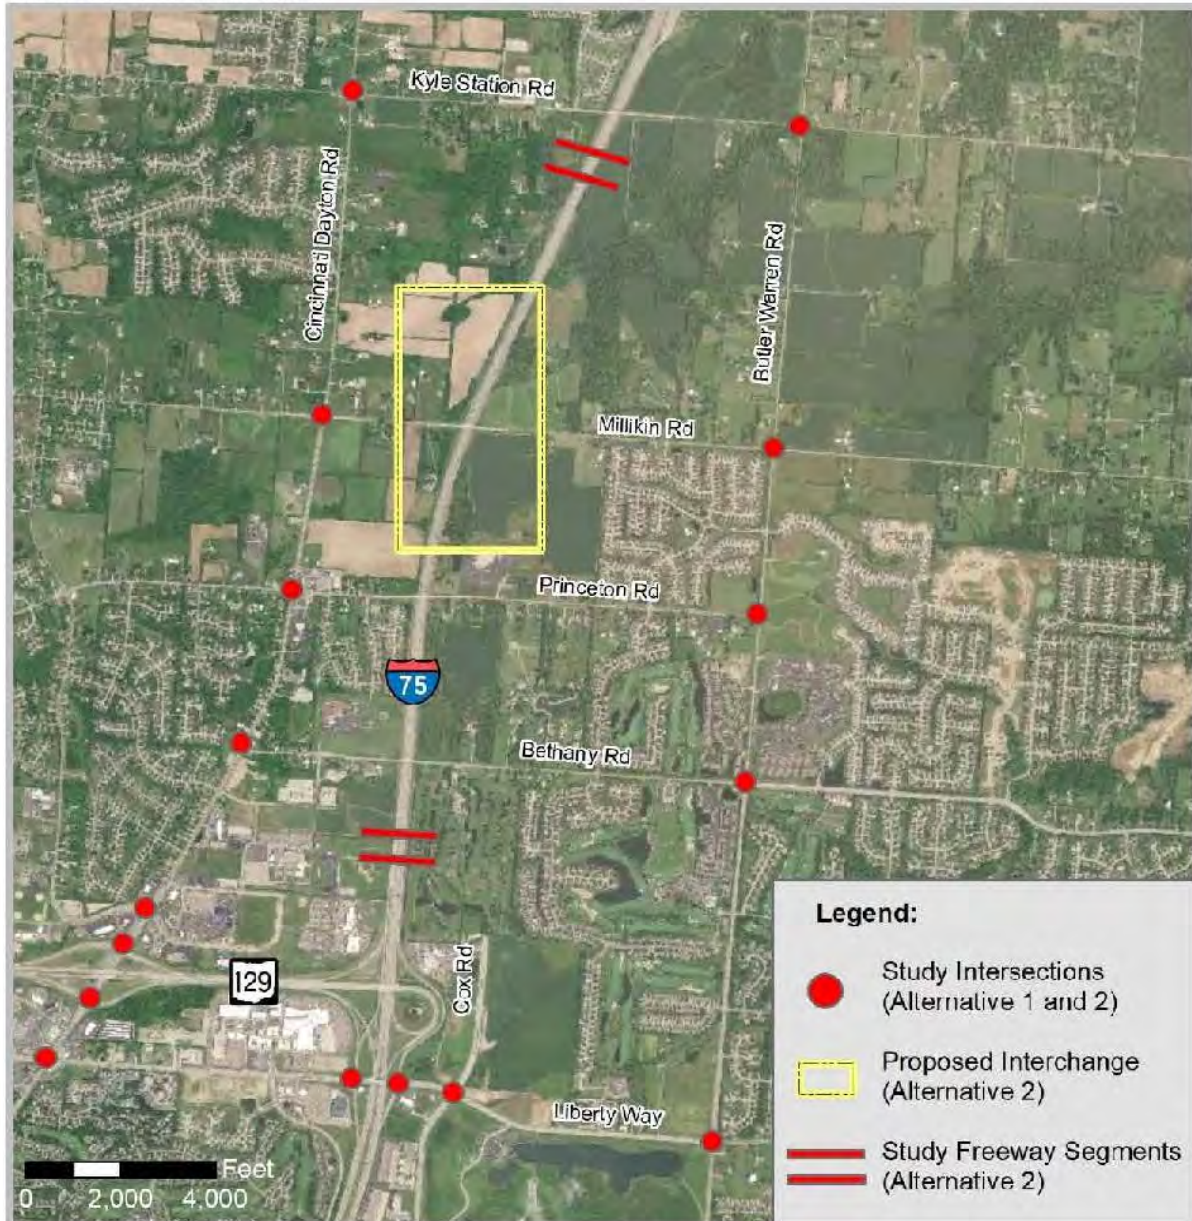 Kyle Station Rd
Cincinnati Dayton Rd
Butler Warren Rd
Millikin Rd
Princeton Rd
75
Bethany Rd
Cox Rd
129
Liberty Way
Feet
0 2,000 4,000
Legend:
Study Intersections
(Alternative 1 and 2)
Proposed Interchange
(Alternative 2)
Study Freeway Segments
(Alternative 2)